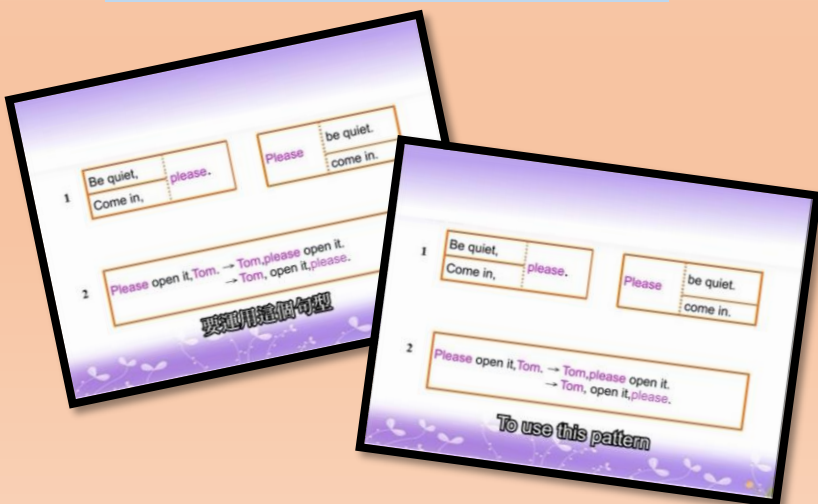 1
Be quiet,
Come in,
please.
Please
be quiet.
come in.
2
Please open it,Tom. → Tom,please open it.
→ Tom, open it,please.
要運用這個句型
1
Be quiet,
Come in,
please.
Please
be quiet.
come in.
2
Please open it,Tom. → Tom,please open it.
→ Tom, open it,please.
To use this pattern